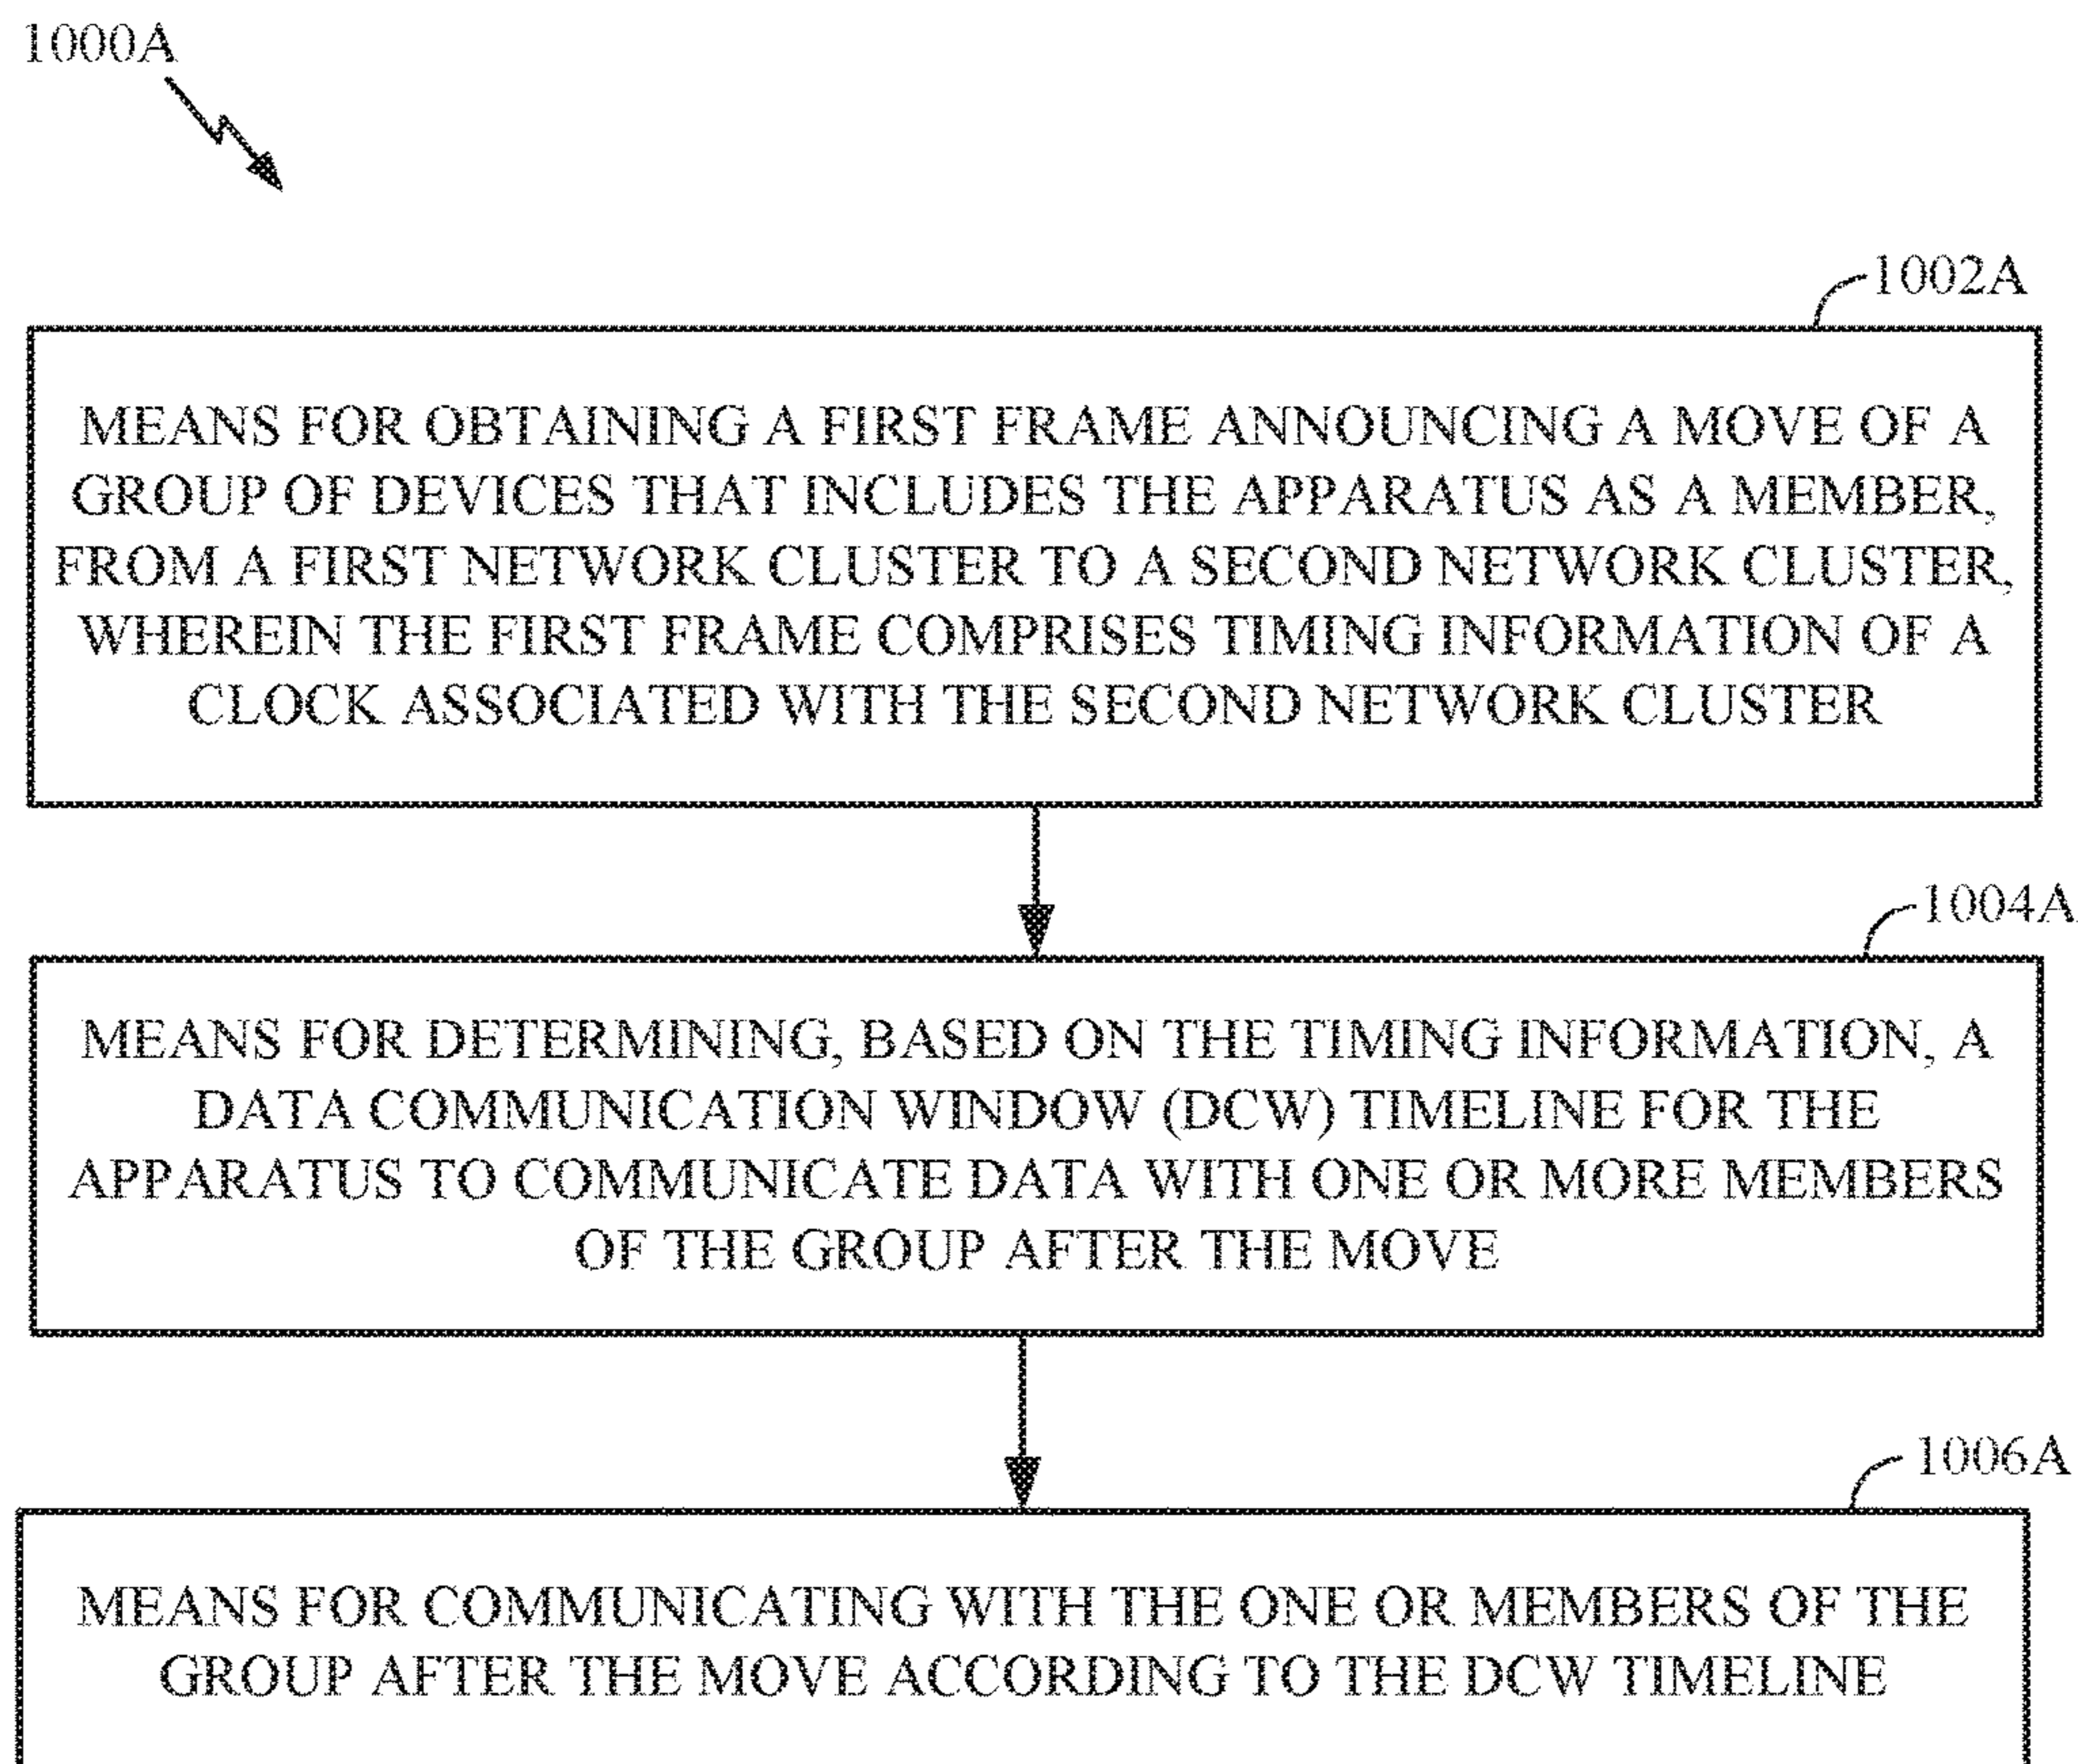 1000A
1002A
MEANS FOR OBTAINING A FIRST FRAME ANNOUNCING A MOVE OF A
GROUP OF DEVICES THAT INCLUDES THE APPARATUS AS A MEMBER,
FROM A FIRST NETWORK CLUSTER TO A SECOND NETWORK CLUSTER,
WHEREIN THE FIRST FRAME COMPRISES TIMING INFORMATION OF A
CLOCK ASSOCIATED WITH THE SECOND NETWORK CLUSTER
1004A
MEANS FOR DETERMINING, BASED ON THE TIMING INFORMATION, A
DATA COMMUNICATION WINDOW (DCW) TIMELINE FOR THE
APPARATUS TO COMMUNICATE DATA WITH ONE OR MORE MEMBERS
OF THE GROUP AFTER THE MOVE
1006A
MEANS FOR COMMUNICATING WITH THE ONE OR MEMBERS OF THE
GROUP AFTER THE MOVE ACCORDING TO THE DCW TIMELINE